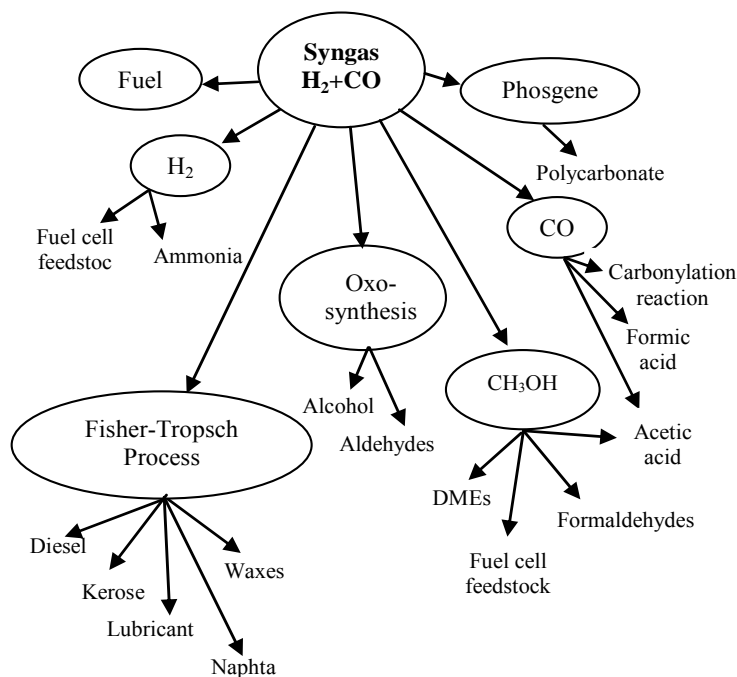 Syngas
H₂+CO
Fuel
Phosgene
H₂
Polycarbonate
CO
Fuel cell
feedstoc
Ammonia
Carbonylation
reaction
Oxo-
synthesis
Formic
acid
CH₃OH
Alcohol
Aldehydes
Acetic
acid
Fisher-Tropsch
Process
DMEs
Formaldehydes
Fuel cell
feedstock
Diesel
Kerose
Lubricant
Naphta
Waxes